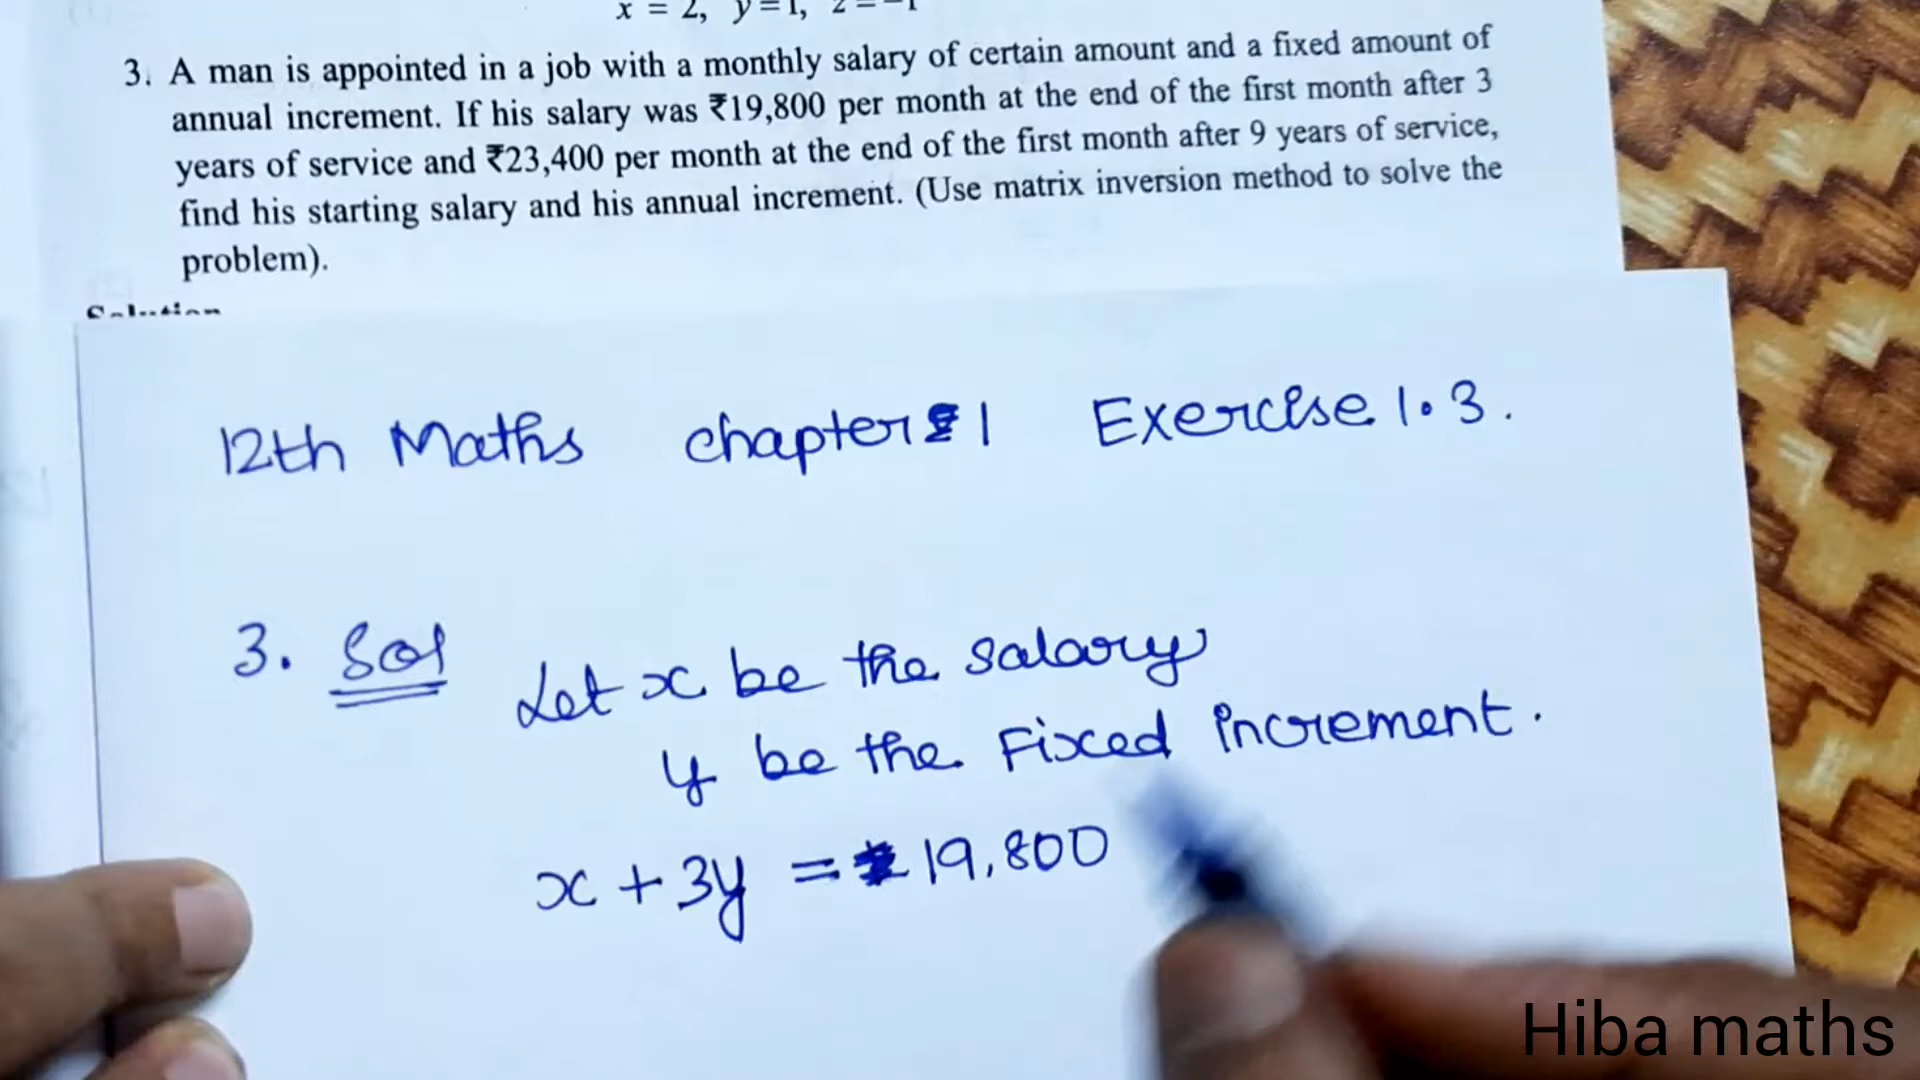 x = 2, y = 1, z = -1
3. A man is appointed in a job with a monthly salary of certain amount and a fixed amount of
annual increment. If his salary was ₹19,800 per month at the end of the first month after 3
years of service and ₹23,400 per month at the end of the first month after 9 years of service,
find his starting salary and his annual increment. (Use matrix inversion method to solve the
problem).
Solution
12th Maths chapter 1 Exercise 1.3.
3. Sol Let x be the salary
y be the Fixed increment.
x + 3y = 19,800
Hiba maths